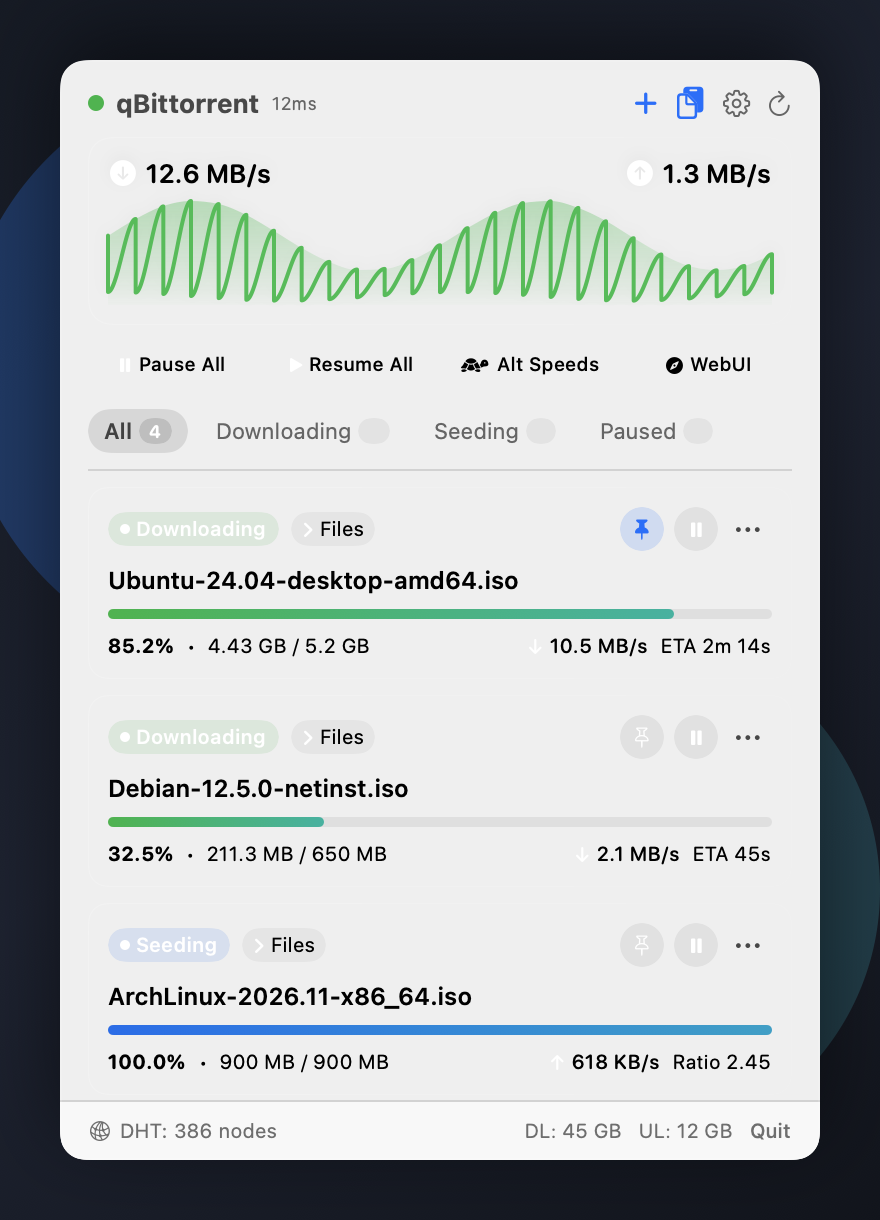 qBittorrent 12ms
12.6 MB/s 1.3 MB/s
Pause All Resume All Alt Speeds WebUI
All 4 Downloading Seeding Paused
Downloading Files
Ubuntu-24.04-desktop-amd64.iso
85.2% • 4.43 GB / 5.2 GB 10.5 MB/s ETA 2m 14s
Downloading Files
Debian-12.5.0-netinst.iso
32.5% • 211.3 MB / 650 MB 2.1 MB/s ETA 45s
Seeding Files
ArchLinux-2026.11-x86_64.iso
100.0% • 900 MB / 900 MB 618 KB/s Ratio 2.45
DHT: 386 nodes DL: 45 GB UL: 12 GB Quit